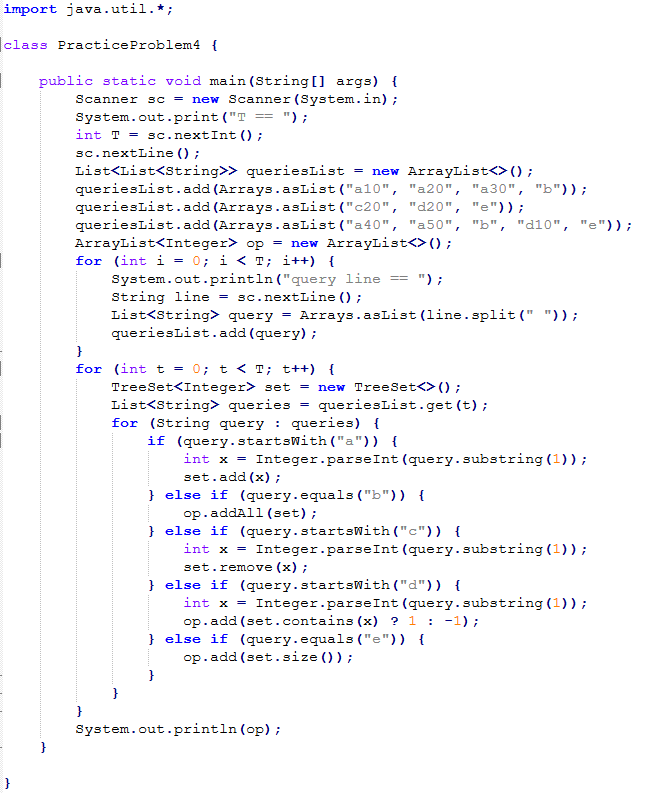 import java.util.*;
class PracticeProblem4 {
public static void main(String[] args) {
Scanner sc = new Scanner(System.in);
System.out.print("T == ");
int T = sc.nextInt();
sc.nextLine();
List<List<String>> queriesList = new ArrayList<>();
queriesList.add(Arrays.asList("a10", "a20", "a30", "b"));
queriesList.add(Arrays.asList("c20", "d20", "e"));
queriesList.add(Arrays.asList("a40", "a50", "b", "d10", "e"));
ArrayList<Integer> op = new ArrayList<>();
for (int i = 0; i < T; i++) {
System.out.println("query line == ");
String line = sc.nextLine();
List<String> query = Arrays.asList(line.split(" "));
queriesList.add(query);
}
for (int t = 0; t < T; t++) {
TreeSet<Integer> set = new TreeSet<>();
List<String> queries = queriesList.get(t);
for (String query : queries) {
if (query.startsWith("a")) {
int x = Integer.parseInt(query.substring(1));
set.add(x);
} else if (query.equals("b")) {
op.addAll(set);
} else if (query.startsWith("c")) {
int x = Integer.parseInt(query.substring(1));
set.remove(x);
} else if (query.startsWith("d")) {
int x = Integer.parseInt(query.substring(1));
op.add(set.contains(x) ? 1 : -1);
} else if (query.equals("e")) {
op.add(set.size());
}
}
}
System.out.println(op);
}
}